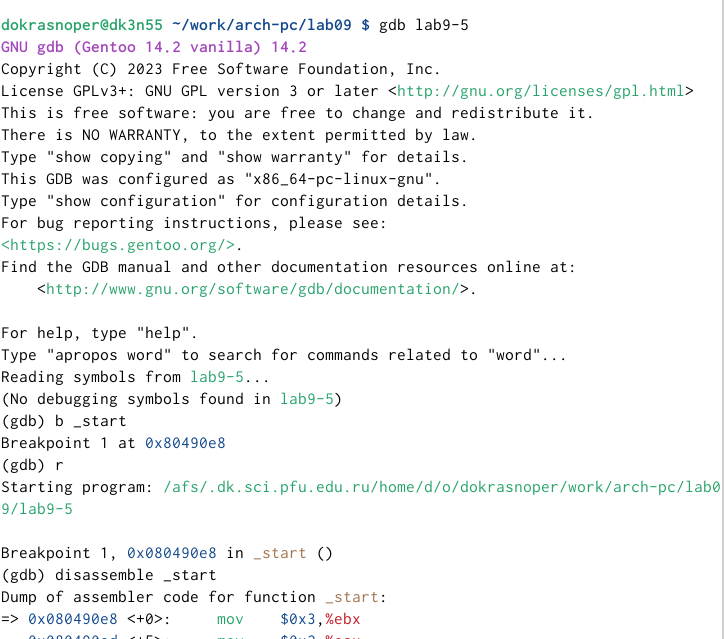 dokrasnoper@dk3n55 ~/work/arch-pc/lab09 $ gdb lab9-5
GNU gdb (Gentoo 14.2 vanilla) 14.2
Copyright (C) 2023 Free Software Foundation, Inc.
License GPLv3+: GNU GPL version 3 or later <http://gnu.org/licenses/gpl.html>
This is free software: you are free to change and redistribute it.
There is NO WARRANTY, to the extent permitted by law.
Type "show copying" and "show warranty" for details.
This GDB was configured as "x86_64-pc-linux-gnu".
Type "show configuration" for configuration details.
For bug reporting instructions, please see:
<https://bugs.gentoo.org/>.
Find the GDB manual and other documentation resources online at:
    <http://www.gnu.org/software/gdb/documentation/>.

For help, type "help".
Type "apropos word" to search for commands related to "word"...
Reading symbols from lab9-5...
(No debugging symbols found in lab9-5)
(gdb) b _start
Breakpoint 1 at 0x80490e8
(gdb) r
Starting program: /afs/.dk.sci.pfu.edu.ru/home/d/o/dokrasnoper/work/arch-pc/lab0
9/lab9-5

Breakpoint 1, 0x080490e8 in _start ()
(gdb) disassemble _start
Dump of assembler code for function _start:
=> 0x080490e8 <+0>:     mov    $0x3,%ebx